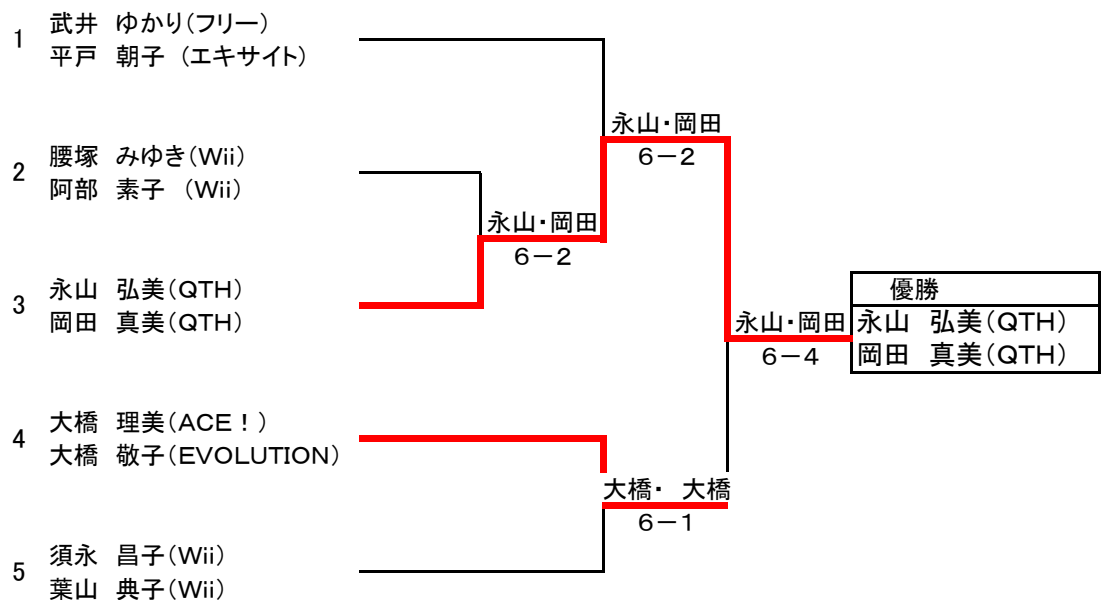 1
武井 ゆかり(フリー)
平戸 朝子 (エキサイト)
永山・岡田
6－2
2
腰塚 みゆき(Wii)
阿部 素子 (Wii)
永山・岡田
6－2
3
永山 弘美(QTH)
岡田 真美(QTH)
優勝
永山・岡田
6－4
永山 弘美(QTH)
岡田 真美(QTH)
4
大橋 理美(ACE！)
大橋 敬子(EVOLUTION)
大橋・ 大橋
6－1
5
須永 昌子(Wii)
葉山 典子(Wii)